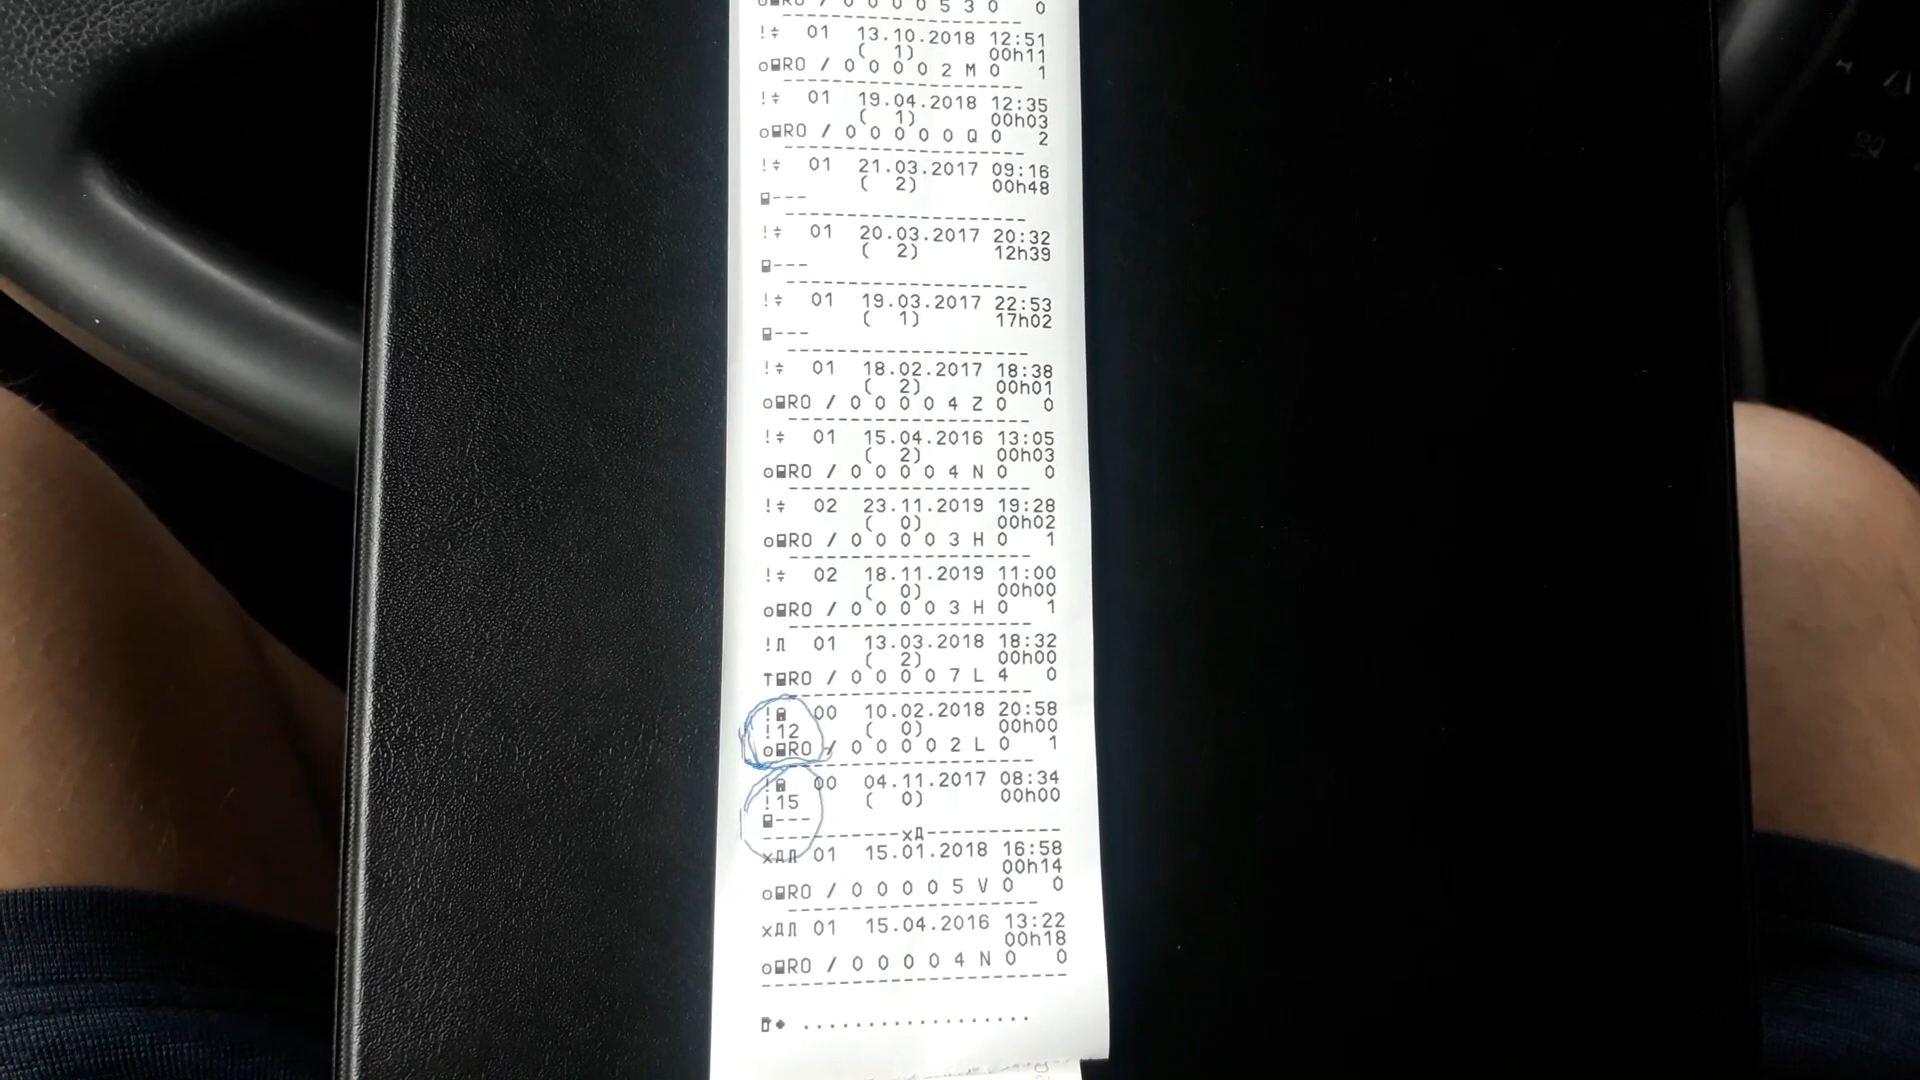 RO / 0 0 0 0 5 3 0 0
! ÷ 01 13.10.2018 12:51
( 1) 00h11
RO / 0 0 0 0 2 M 0 1
! ÷ 01 19.04.2018 12:35
( 1) 00h03
RO / 0 0 0 0 0 Q 0 2
! ÷ 01 21.03.2017 09:16
( 2) 00h48
---
! ÷ 01 20.03.2017 20:32
( 2) 12h39
---
! ÷ 01 19.03.2017 22:53
( 1) 17h02
---
! ÷ 01 18.02.2017 18:38
( 2) 00h01
RO / 0 0 0 0 4 Z 0 0
! ÷ 01 15.04.2016 13:05
( 2) 00h03
RO / 0 0 0 0 4 N 0 0
! ÷ 02 23.11.2019 19:28
( 0) 00h02
RO / 0 0 0 0 3 H 0 1
! ÷ 02 18.11.2019 11:00
( 0) 00h00
RO / 0 0 0 0 3 H 0 1
! Л 01 13.03.2018 18:32
( 2) 00h00
T RO / 0 0 0 0 7 L 4 0
! 00 10.02.2018 20:58
!12 ( 0) 00h00
RO / 0 0 0 0 2 L 0 1
! 00 04.11.2017 08:34
!15 ( 0) 00h00
---
xД
xДЛ 01 15.01.2018 16:58
00h14
RO / 0 0 0 0 5 V 0 0
xДЛ 01 15.04.2016 13:22
00h18
RO / 0 0 0 0 4 N 0 0
..................